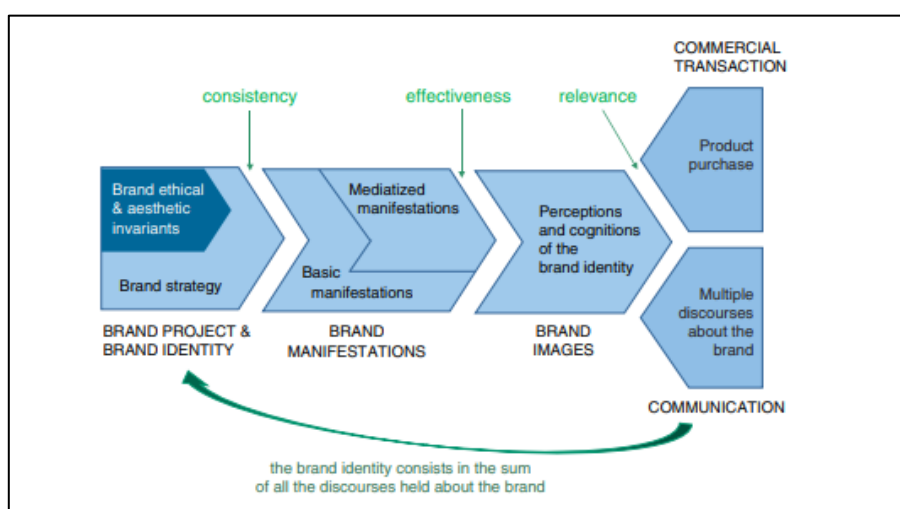 COMMERCIAL
TRANSACTION
consistency
effectiveness
relevance
Product
purchase
Brand ethical
& aesthetic
invariants
Brand strategy
Mediatized
manifestations
Basic
manifestations
Perceptions
and cognitions
of the
brand identity
Multiple
discourses
about the
brand
BRAND PROJECT &
BRAND IDENTITY
BRAND
MANIFESTATIONS
BRAND
IMAGES
COMMUNICATION
the brand identity consists in the sum
of all the discourses held about the brand